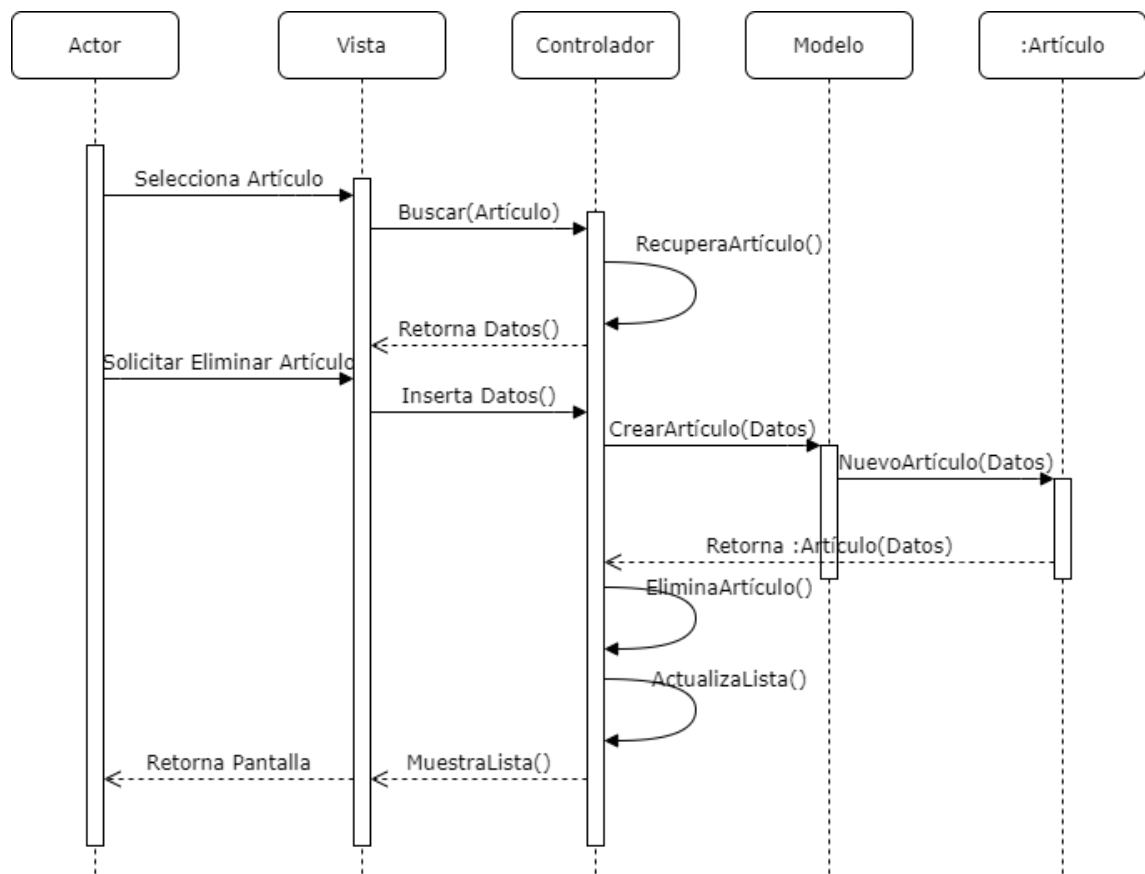 Actor
Vista
Controlador
Modelo
:Artículo
Selecciona Artículo
Buscar(Artículo)
RecuperaArtículo()
Retorna Datos()
Solicitar Eliminar Artículo
Inserta Datos()
CrearArtículo(Datos)
NuevoArtículo(Datos)
Retorna :Artículo(Datos)
EliminaArtículo()
ActualizaLista()
Retorna Pantalla
MuestraLista()